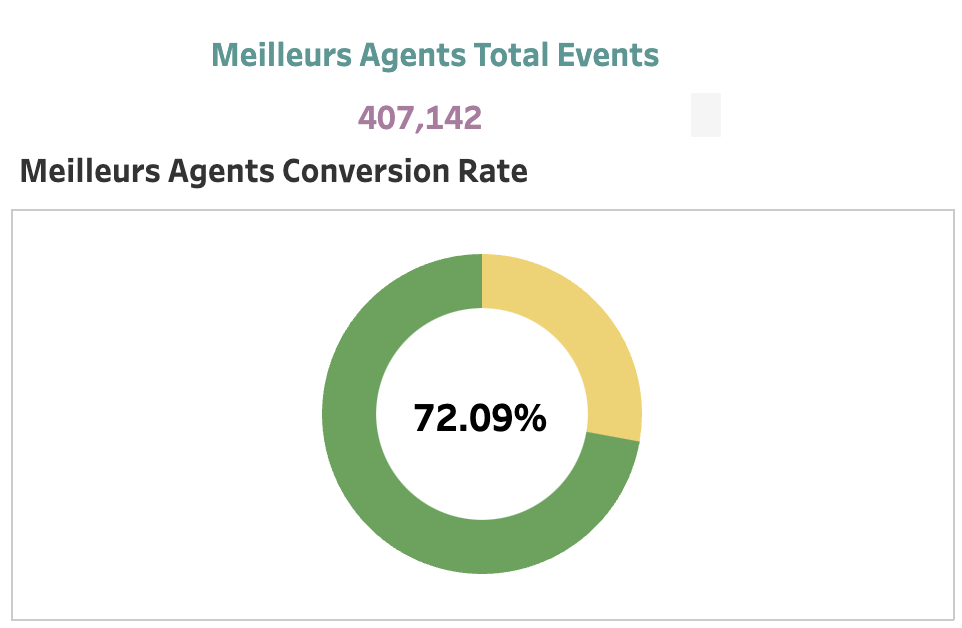 Meilleurs Agents Total Events
407,142
Meilleurs Agents Conversion Rate
72.09%